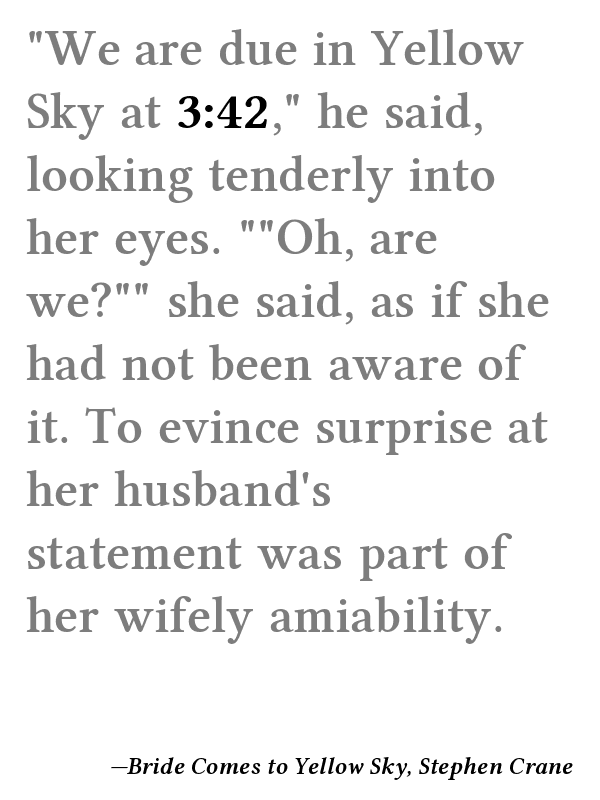 "We are due in Yellow
Sky at 3:42," he said,
looking tenderly into
her eyes. ""Oh, are
we?"" she said, as if she
had not been aware of
it. To evince surprise at
her husband's
statement was part of
her wifely amiability.
—Bride Comes to Yellow Sky, Stephen Crane